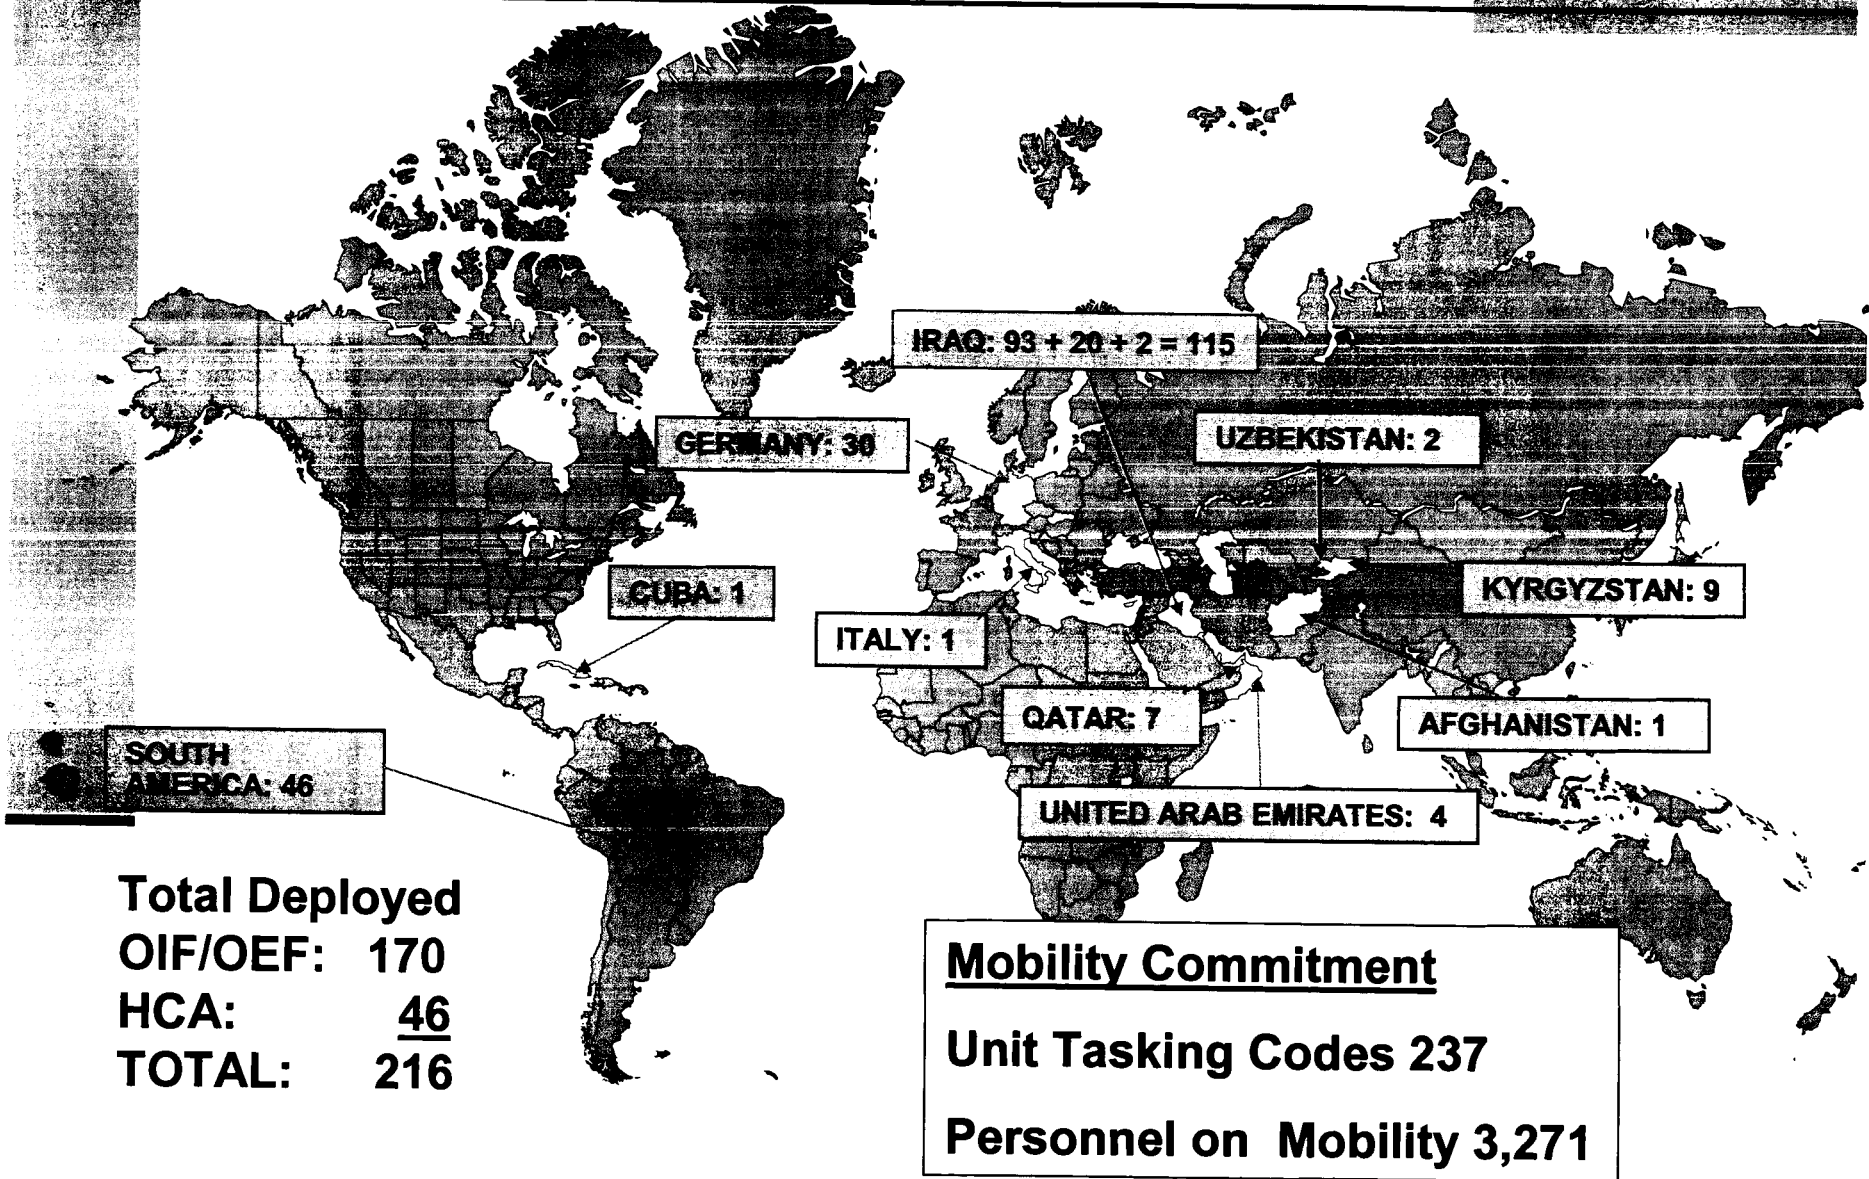 IRAQ: 93 + 20 + 2 = 115
GERMANY: 30
UZBEKISTAN: 2
CUBA: 1
KYRGYZSTAN: 9
ITALY: 1
QATAR: 7
AFGHANISTAN: 1
SOUTH
AMERICA: 46
UNITED ARAB EMIRATES: 4
Total Deployed
OIF/OEF: 170
HCA: 46
TOTAL: 216
Mobility Commitment
Unit Tasking Codes 237
Personnel on Mobility 3,271